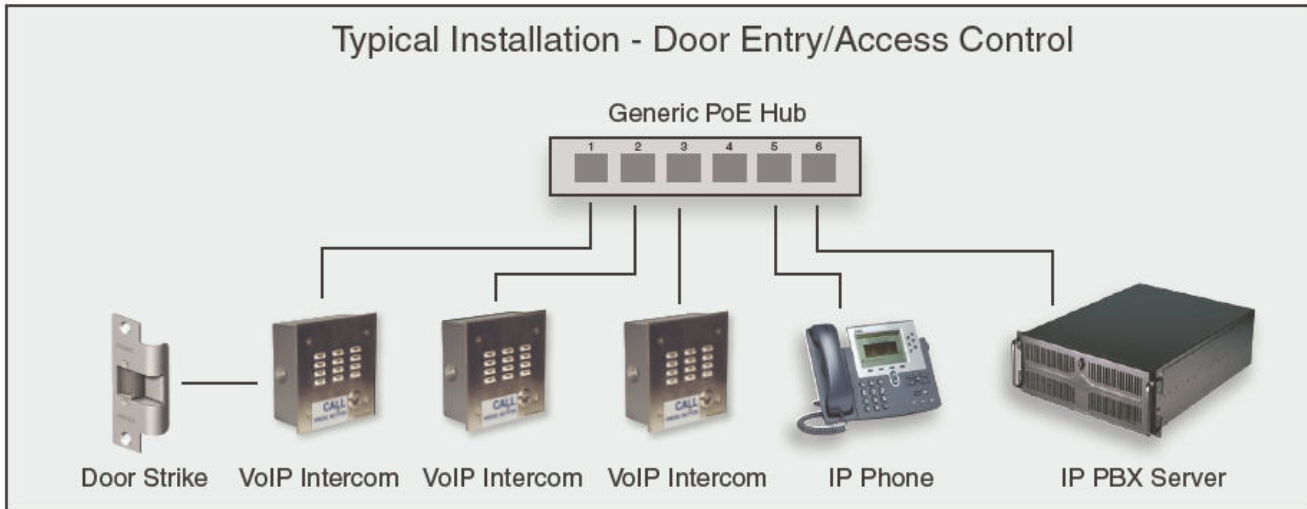 Typical Installation - Door Entry/Access Control
Generic PoE Hub
1 2 3 4 5 6
CALL CALL CALL
Door Strike VoIP Intercom VoIP Intercom VoIP Intercom IP Phone IP PBX Server